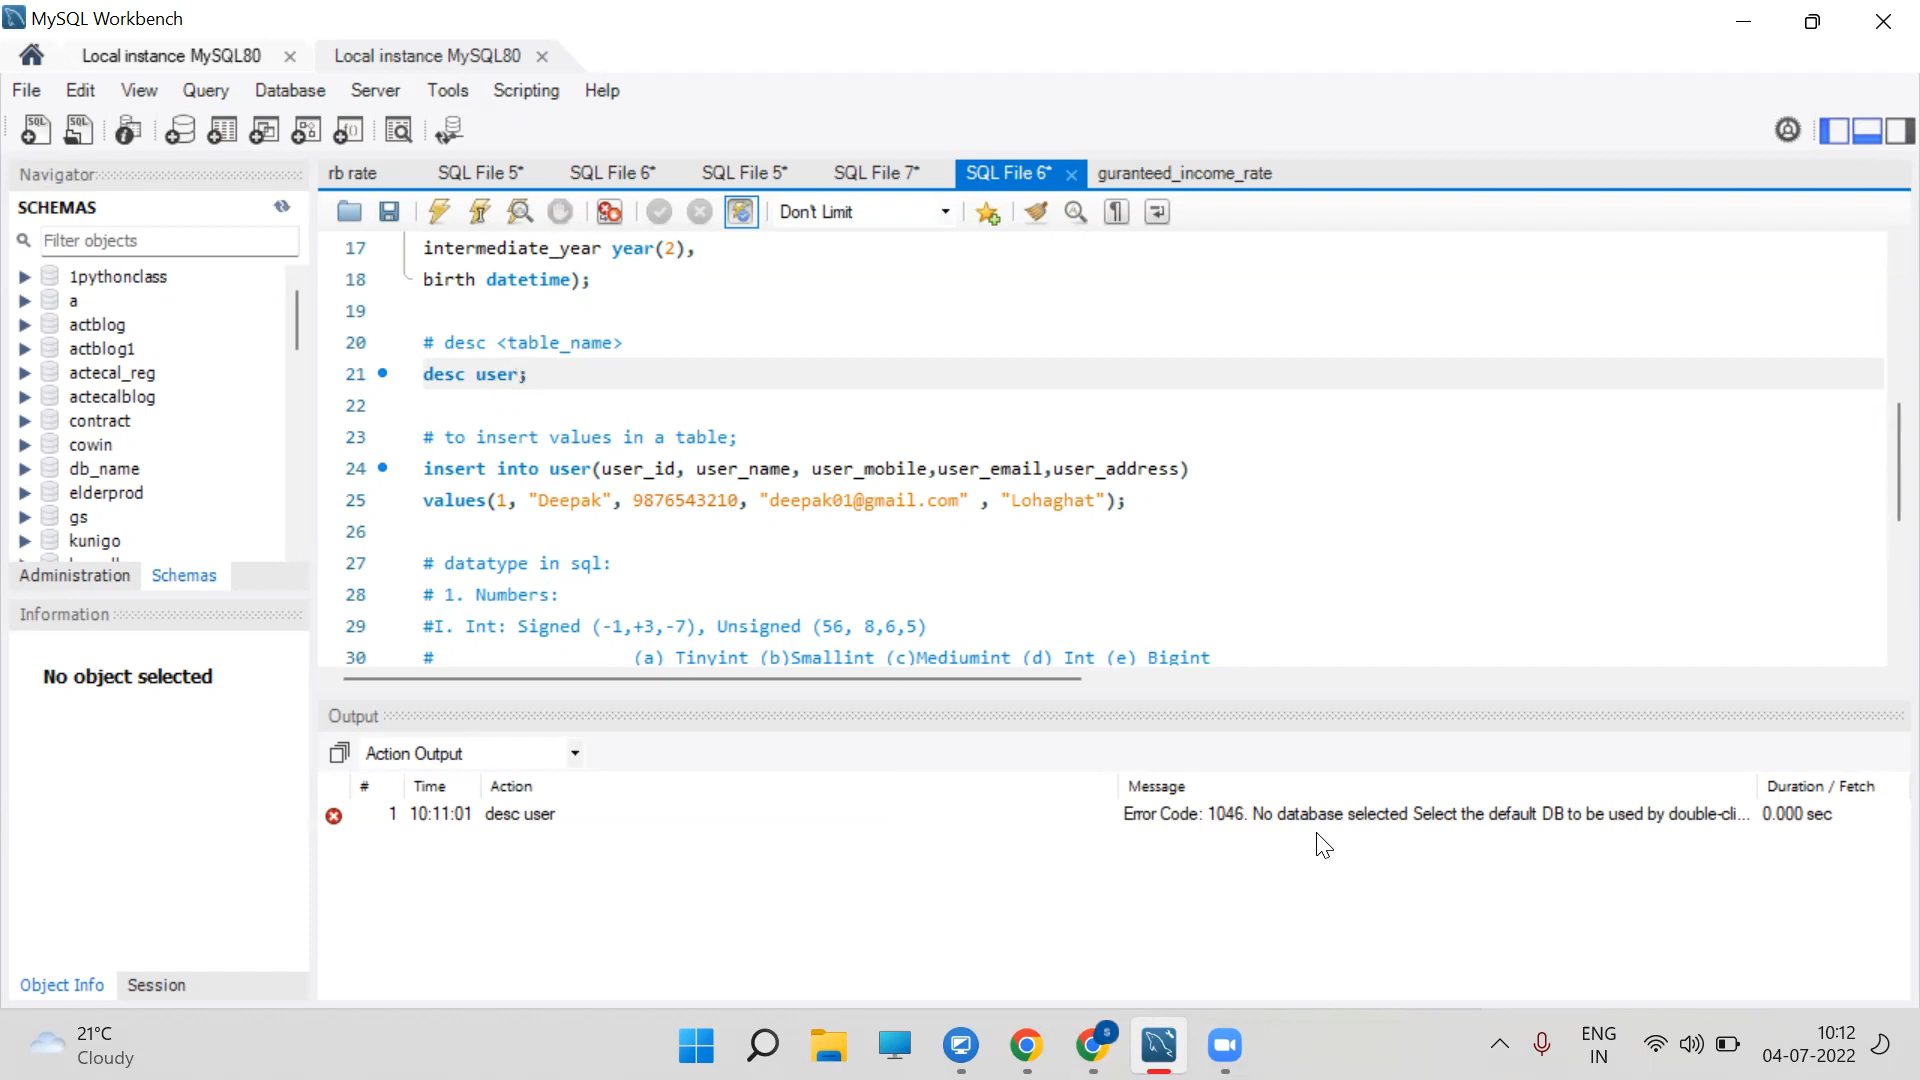 MySQL Workbench
Local instance MySQL80
Local instance MySQL80
File Edit View Query Database Server Tools Scripting Help
Navigator
SCHEMAS
Filter objects
1pythonclass
a
actblog
actblog1
actecal_reg
actecalblog
contract
cowin
db_name
elderprod
gs
kunigo
Administration Schemas
Information
No object selected
Object Info Session
rb rate SQL File 5* SQL File 6* SQL File 5* SQL File 7* SQL File 6* guranteed_income_rate
Don't Limit
17 intermediate_year year(2),
18 birth datetime);
19
20 # desc <table_name>
21 desc user;
22
23 # to insert values in a table;
24 insert into user(user_id, user_name, user_mobile,user_email,user_address)
25 values(1, "Deepak", 9876543210, "deepak01@gmail.com" , "Lohaghat");
26
27 # datatype in sql:
28 # 1. Numbers:
29 #I. Int: Signed (-1,+3,-7), Unsigned (56, 8,6,5)
30 # (a) Tinyint (b)Smallint (c)Mediumint (d) Int (e) Bigint
Output
Action Output
# Time Action Message Duration / Fetch
1 10:11:01 desc user Error Code: 1046. No database selected Select the default DB to be used by double-cli... 0.000 sec
21°C
Cloudy
ENG
IN
10:12
04-07-2022